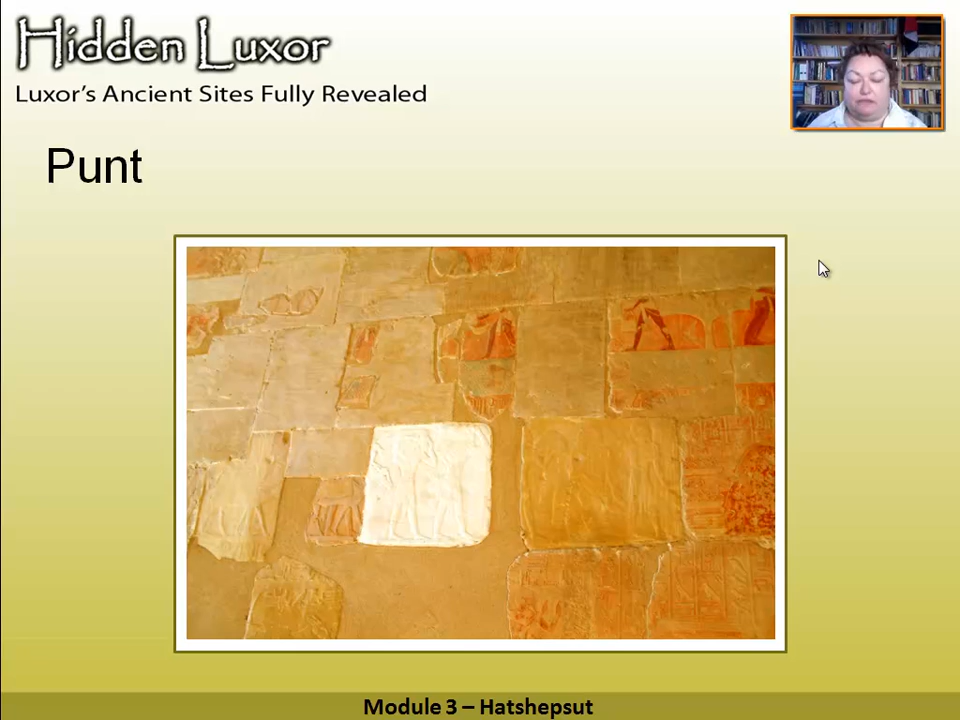 Hidden Luxor
Luxor's Ancient Sites Fully Revealed
Punt
Module 3 – Hatshepsut